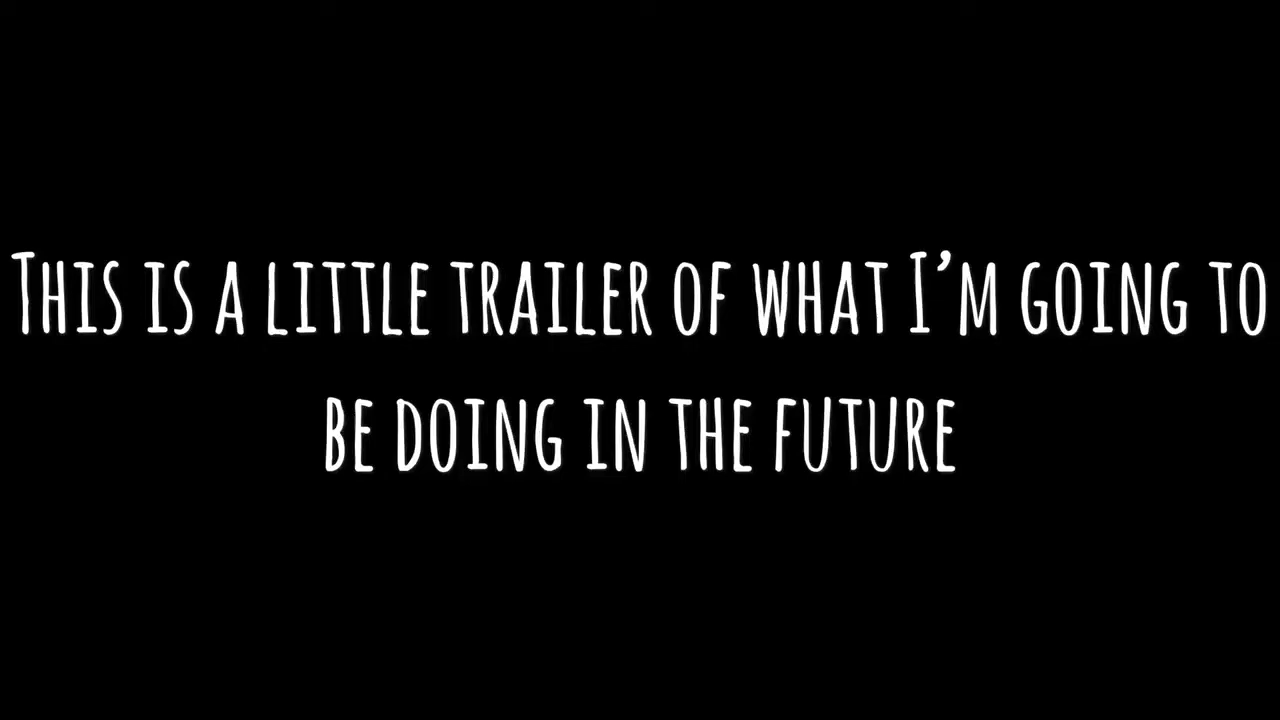 This is a little trailer of what I’m going to
be doing in the future